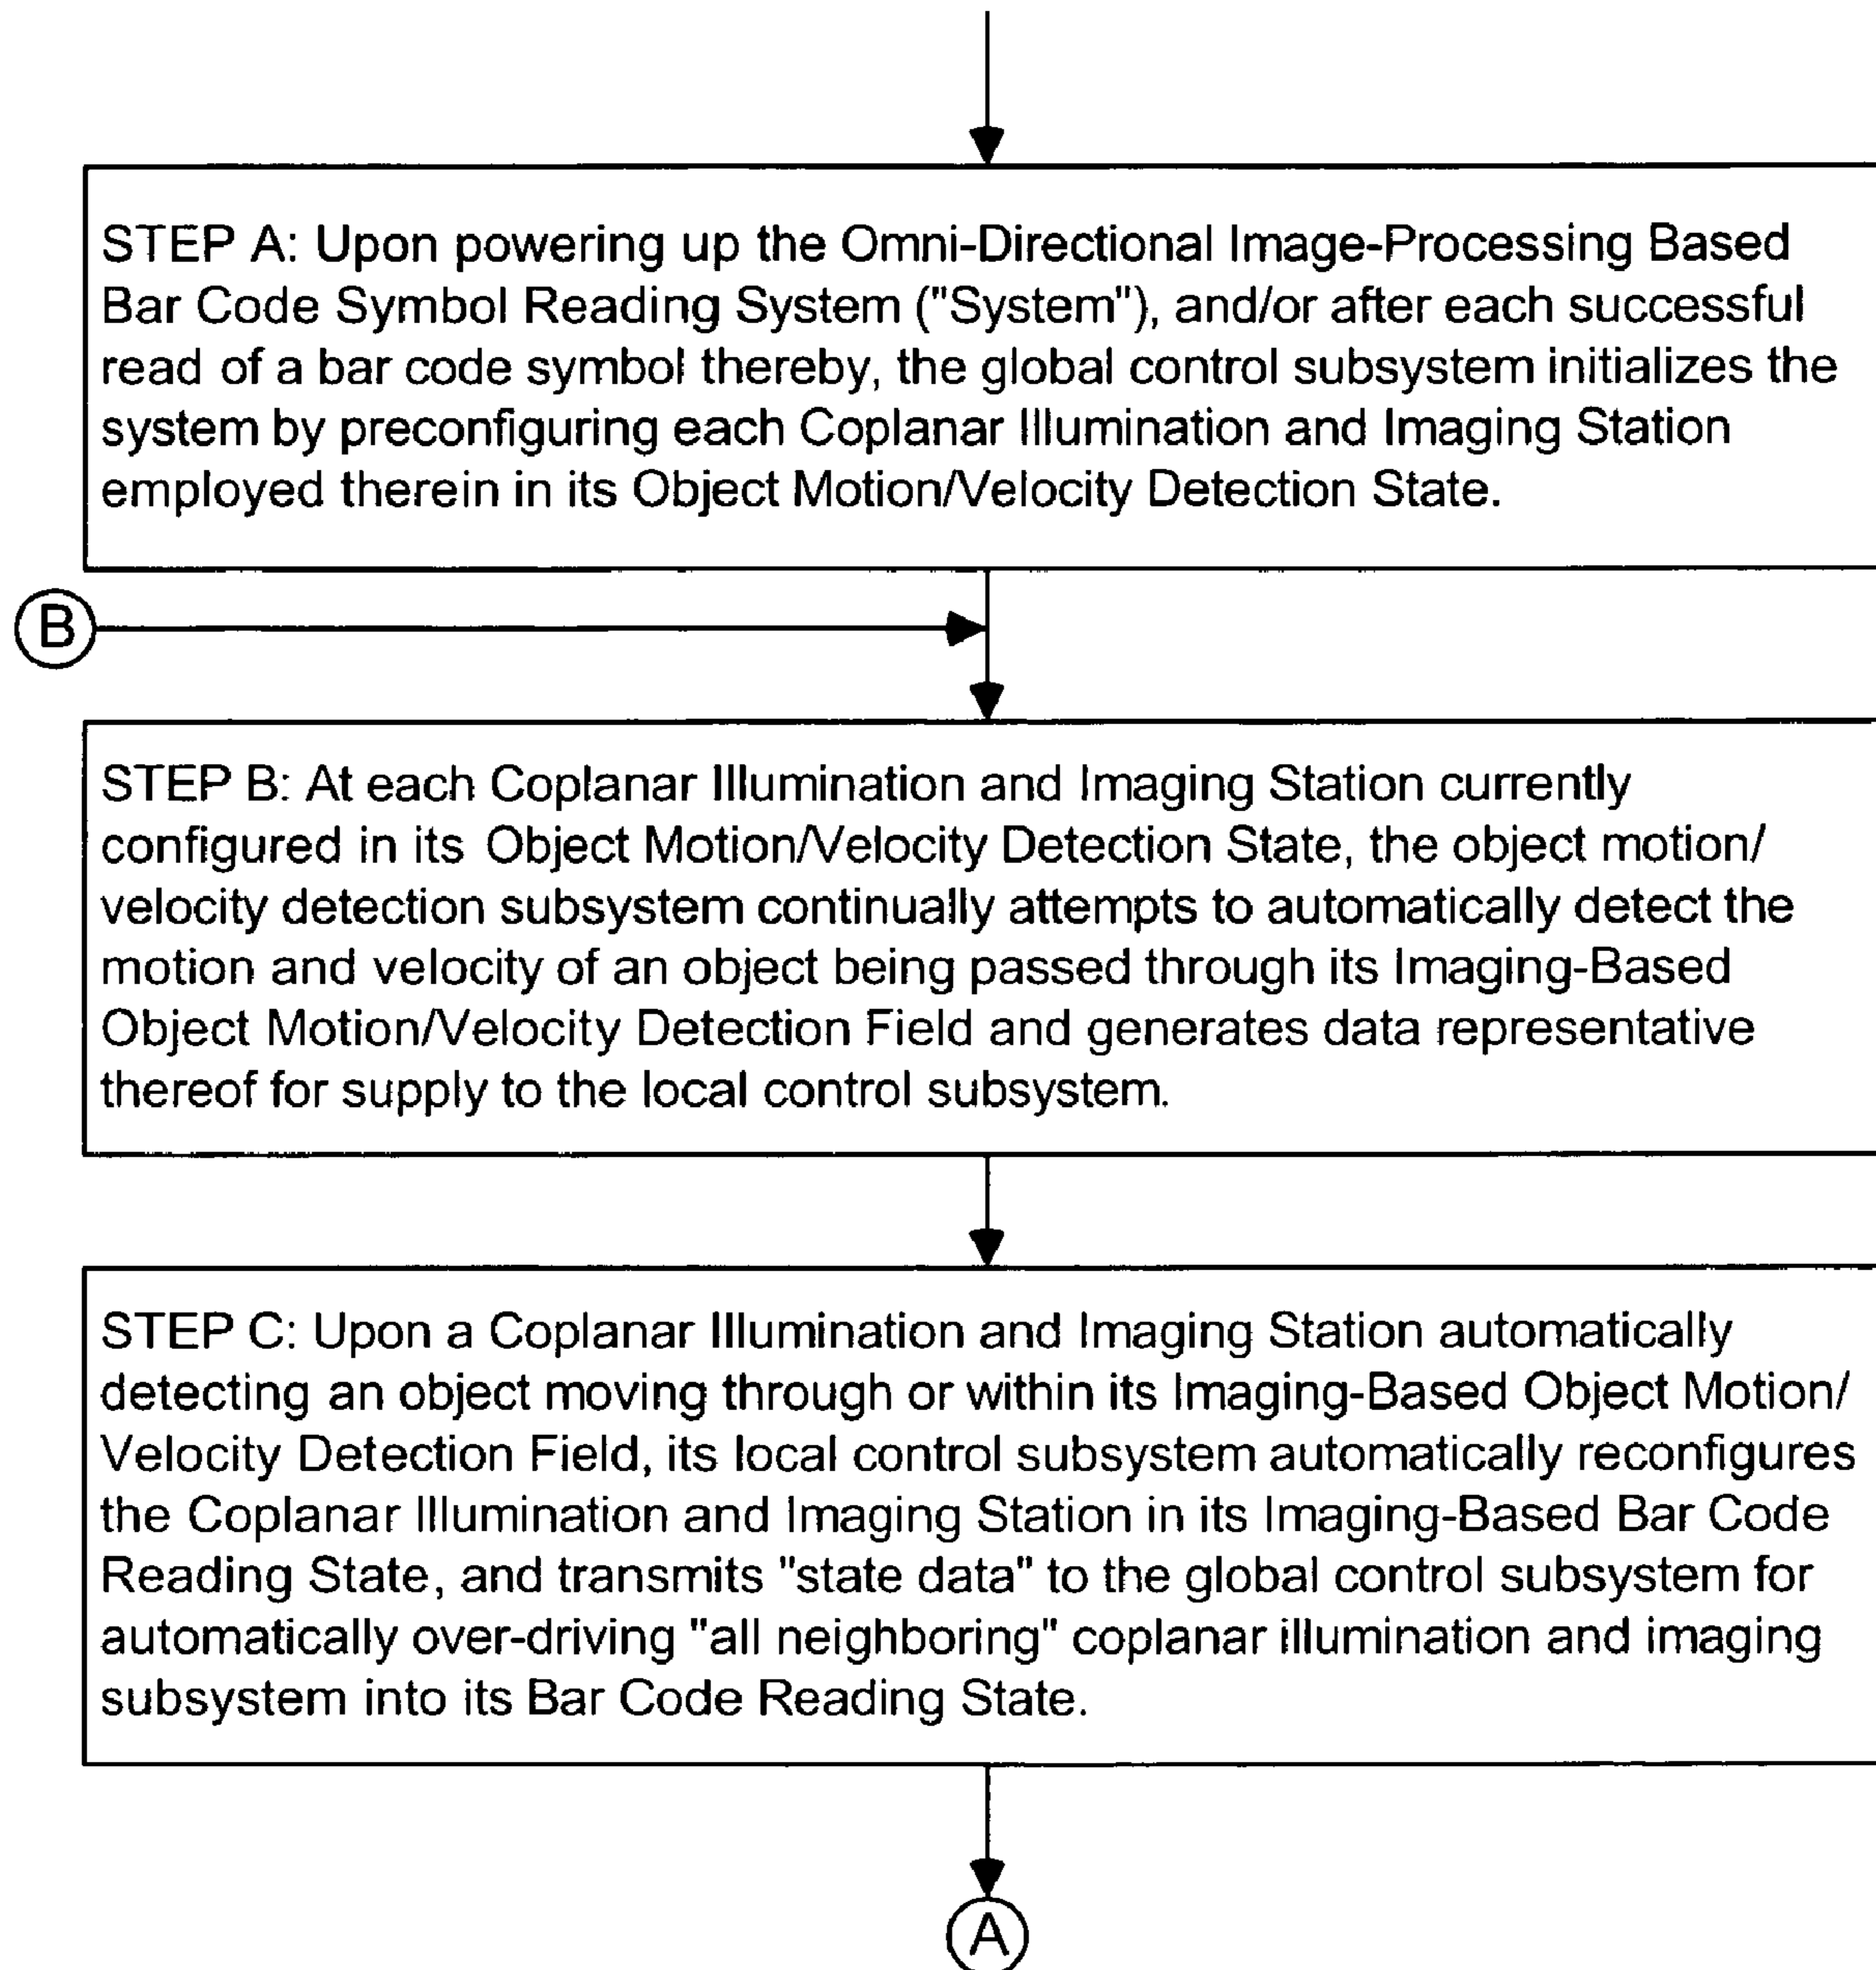 STEP A: Upon powering up the Omni-Directional Image-Processing Based
Bar Code Symbol Reading System ("System"), and/or after each successful
read of a bar code symbol thereby, the global control subsystem initializes the
system by preconfiguring each Coplanar Illumination and Imaging Station
employed therein in its Object Motion/Velocity Detection State.
B
STEP B: At each Coplanar Illumination and Imaging Station currently
configured in its Object Motion/Velocity Detection State, the object motion/
velocity detection subsystem continually attempts to automatically detect the
motion and velocity of an object being passed through its Imaging-Based
Object Motion/Velocity Detection Field and generates data representative
thereof for supply to the local control subsystem.
STEP C: Upon a Coplanar Illumination and Imaging Station automatically
detecting an object moving through or within its Imaging-Based Object Motion/
Velocity Detection Field, its local control subsystem automatically reconfigures
the Coplanar Illumination and Imaging Station in its Imaging-Based Bar Code
Reading State, and transmits "state data" to the global control subsystem for
automatically over-driving "all neighboring" coplanar illumination and imaging
subsystem into its Bar Code Reading State.
A